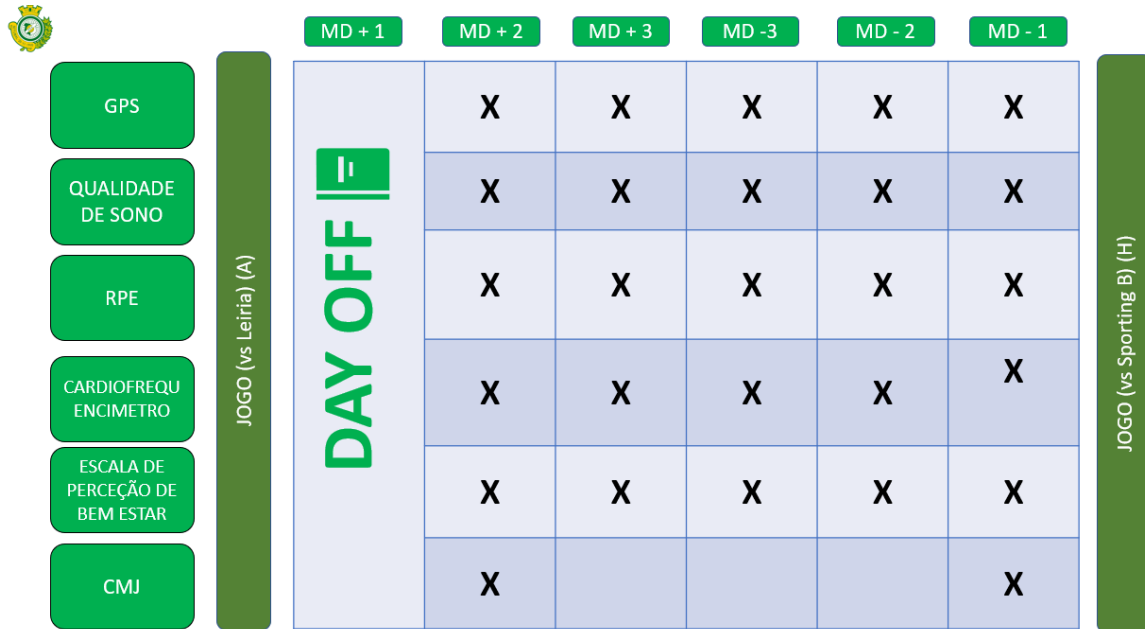 MD + 1 MD + 2 MD + 3 MD -3 MD - 2 MD - 1
GPS X X X X X
QUALIDADE
DE SONO X X X X X
RPE X X X X X
CARDIOFREQU
ENCIMETRO X X X X X
ESCALA DE
PERCEÇÃO DE
BEM ESTAR X X X X X
CMJ X X
JOGO (vs Leiria) (A)
DAY OFF
JOGO (vs Sporting B) (H)